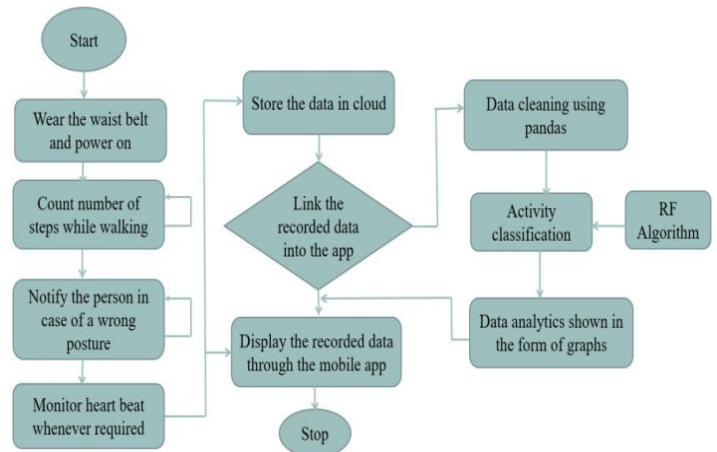 Start
Wear the waist belt
and power on
Count number of
steps while walking
Notify the person in
case of a wrong
posture
Monitor heart beat
whenever required
Store the data in cloud
Link the
recorded data
into the app
Display the recorded data
through the mobile app
Stop
Data cleaning using
pandas
Activity
classification
RF
Algorithm
Data analytics shown in
the form of graphs